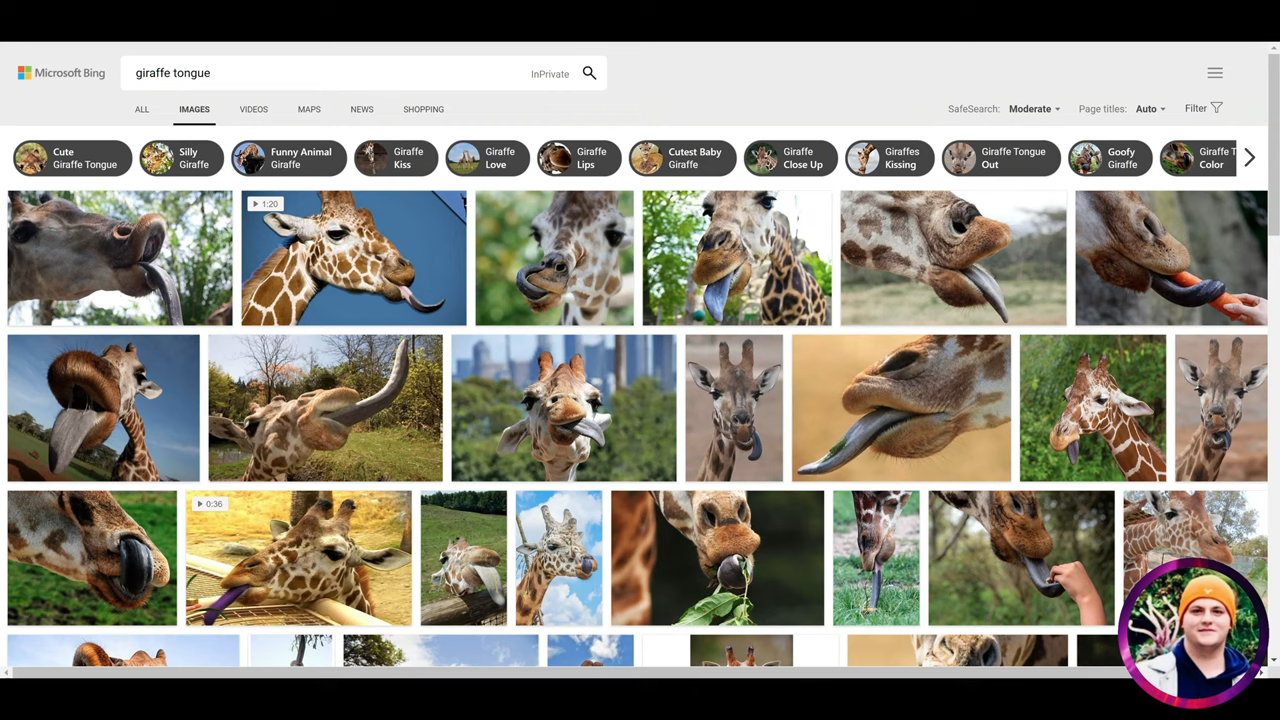 Microsoft Bing
giraffe tongue
InPrivate
ALL
IMAGES
VIDEOS
MAPS
NEWS
SHOPPING
SafeSearch: Moderate
Page titles: Auto
Filter
Cute
Giraffe Tongue
Silly
Giraffe
Funny Animal
Giraffe
Giraffe
Kiss
Giraffe
Love
Giraffe
Lips
Cutest Baby
Giraffe
Giraffe
Close Up
Giraffes
Kissing
Giraffe Tongue
Out
Goofy
Giraffe
Giraffe T
Color
1:20
0:36